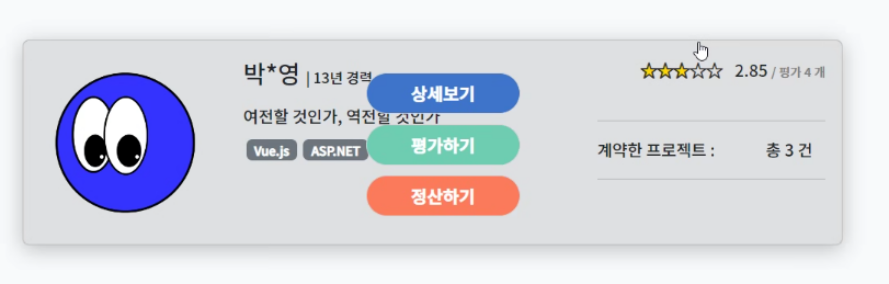 박*영 | 13년 경력
여전할 것인가, 역전할 것인가
Vue.js ASP.NET
상세보기
평가하기
정산하기
2.85 / 평가 4 개
계약한 프로젝트 : 총 3 건